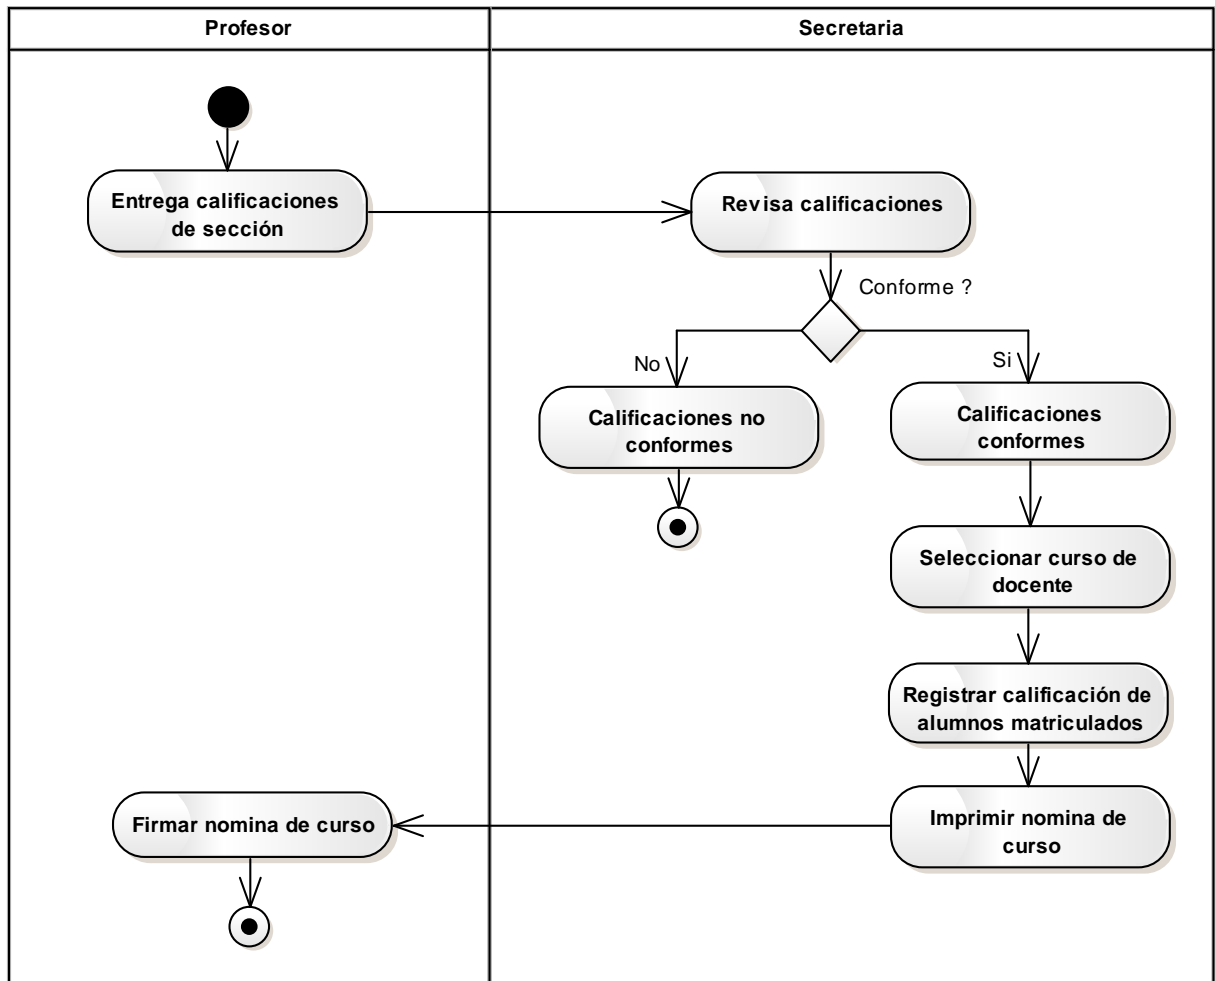 Profesor
Secretaria
Entrega calificaciones
de sección
Revisa calificaciones
Conforme ?
No
Si
Calificaciones no
conformes
Calificaciones
conformes
Seleccionar curso de
docente
Registrar calificación de
alumnos matriculados
Imprimir nomina de
curso
Firmar nomina de curso